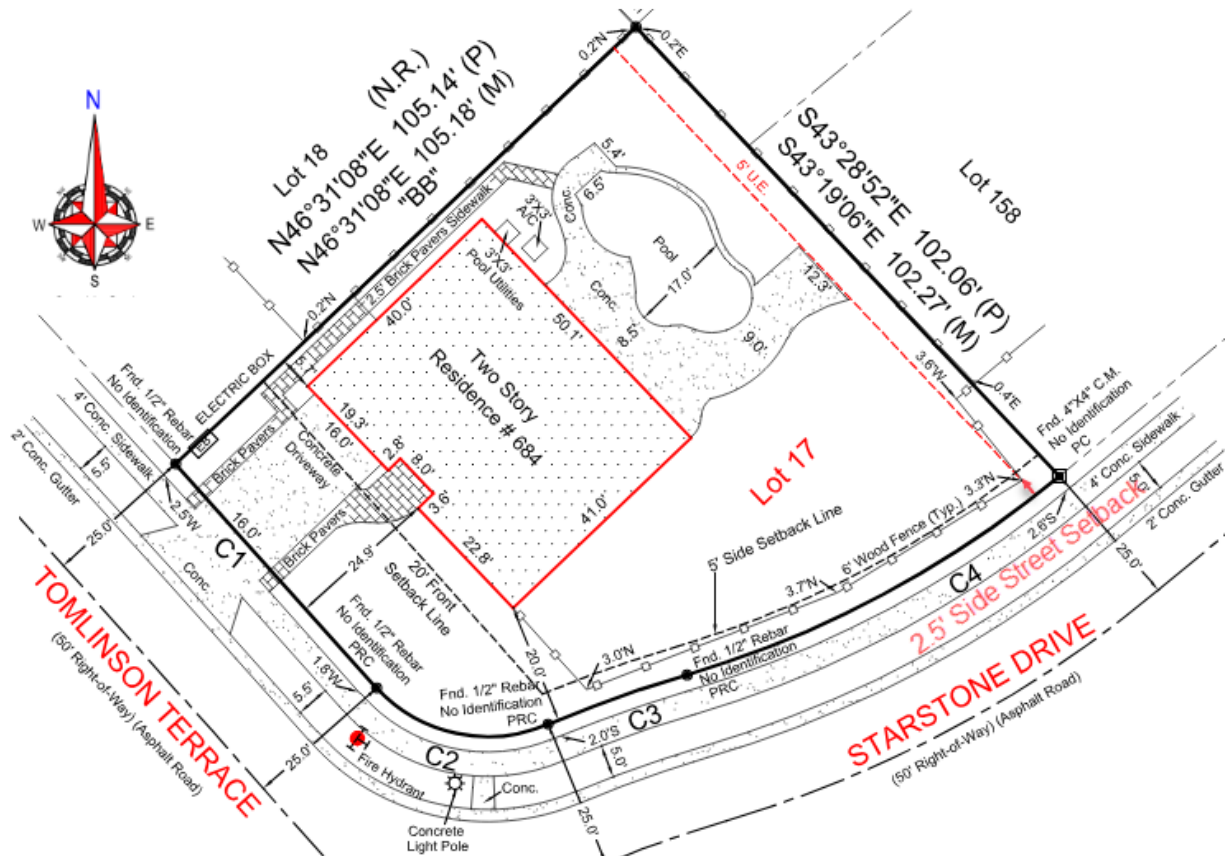 N
W
E
S
Lot 18
(N.R.)
N46°31'08"E 105.14' (P)
N46°31'08"E 105.18' (M)
"BB"
0.2'N
0.2'E
Lot 158
S43°28'52"E 102.06' (P)
S43°19'06"E 102.27' (M)
5' U.E.
5.4'
6.5'
Conc.
3'X3'
A/C
3'X3'
Pool Utilities
Pool
17.0'
Conc.
8.5'
9.0'
12.3'
3.6'W
0.4'E
2.5' Brick Pavers Sidewalk
0.2'N
40.0'
50.1'
Two Story
Residence # 684
19.3'
16.0'
2.8'
8.0'
3.6'
22.8'
41.0'
Lot 17
ELECTRIC BOX
EB
Fnd. 1/2" Rebar
No Identification
4' Conc. Sidewalk
2' Conc. Gutter
5.5'
25.0'
2.5'W
Brick Pavers
Concrete
Driveway
16.0'
C1
Brick Pavers
24.9'
Conc.
20' Front
Setback Line
Fnd. 1/2" Rebar
No Identification
PRC
1.8'W
5.5'
25.0'
TOMLINSON TERRACE
(50' Right-of-Way) (Asphalt Road)
Fnd. 4"X4" C.M.
No Identification
PC
3.3'N
4' Conc. Sidewalk
5.0'
2' Conc. Gutter
2.6'S
25.0'
5' Side Setback Line
6' Wood Fence (Typ.)
3.7'N
3.0'N
20.0'
Fnd. 1/2" Rebar
No Identification
PRC
Fnd. 1/2" Rebar
No Identification
PRC
C4
2.5' Side Street Setback
C3
2.0'S
5.0'
C2
Fire Hydrant
Conc.
Concrete
Light Pole
25.0'
STARSTONE DRIVE
(50' Right-of-Way) (Asphalt Road)